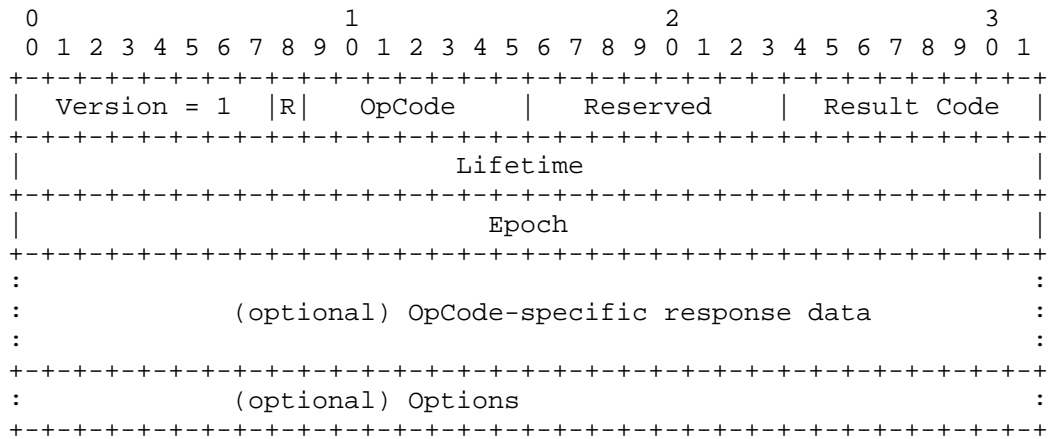 0                   1                   2                   3
 0 1 2 3 4 5 6 7 8 9 0 1 2 3 4 5 6 7 8 9 0 1 2 3 4 5 6 7 8 9 0 1
+-+-+-+-+-+-+-+-+-+-+-+-+-+-+-+-+-+-+-+-+-+-+-+-+-+-+-+-+-+-+-+-+
|  Version = 1  |R|   OpCode    |   Reserved    |  Result Code  |
+-+-+-+-+-+-+-+-+-+-+-+-+-+-+-+-+-+-+-+-+-+-+-+-+-+-+-+-+-+-+-+-+
|                           Lifetime                            |
+-+-+-+-+-+-+-+-+-+-+-+-+-+-+-+-+-+-+-+-+-+-+-+-+-+-+-+-+-+-+-+-+
|                             Epoch                             |
+-+-+-+-+-+-+-+-+-+-+-+-+-+-+-+-+-+-+-+-+-+-+-+-+-+-+-+-+-+-+-+-+
:                                                               :
:             (optional) OpCode-specific response data          :
:                                                               :
+-+-+-+-+-+-+-+-+-+-+-+-+-+-+-+-+-+-+-+-+-+-+-+-+-+-+-+-+-+-+-+-+
:             (optional) Options                                :
+-+-+-+-+-+-+-+-+-+-+-+-+-+-+-+-+-+-+-+-+-+-+-+-+-+-+-+-+-+-+-+-+